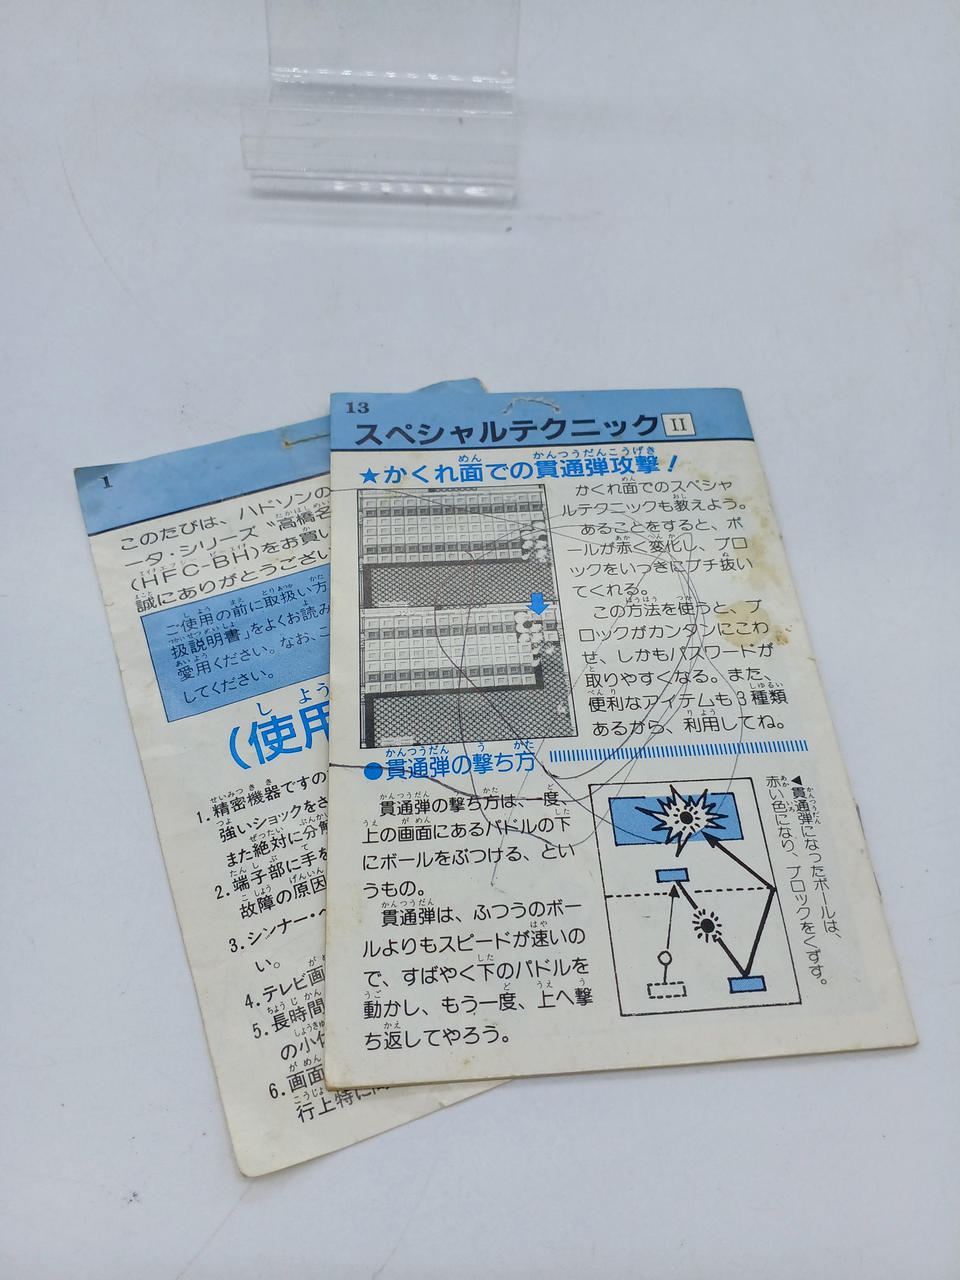 13
スペシャルテクニック II
★かくれ面での貫通弾攻撃！
かくれ面でのスペシャ
ルテクニックも教えよう。
あることをすると、ボ
ールが赤く変化し、ブロ
ックをいっきにブチ抜い
てくれる。
この方法を使うと、ブ
ロックがカンタンにこわ
せ、しかもパスワードが
取りやすくなる。また、
便利なアイテムも3種類
あるから、利用してね。
●貫通弾の撃ち方
貫通弾の撃ち方は、一度
上の画面にあるパドルの下
にボールをぶつける、とい
うもの。
貫通弾は、ふつうのボー
ルよりもスピードが速いの
で、すばやく下のパドルを
動かし、もう一度、上へ撃
ち返してやろう。
◀貫通弾になったボールは、
赤い色になり、ブロックをくずす。
1
このたびは、ハドソンの
ータ・シリーズ“高橋名
(HFC-BH)をお買い
誠にありがとうござい
ご使用の前に取扱い方
扱説明書」をよくお読み
愛用ください。なお、こ
してください。
(使用
1.精密機器ですの
強いショックをさ
また絶対に分解
2.端子部に手を
故障の原因
3.シンナー・ベ
い。
4.テレビ画
5.長時間
の小休
6.画面
行上特に